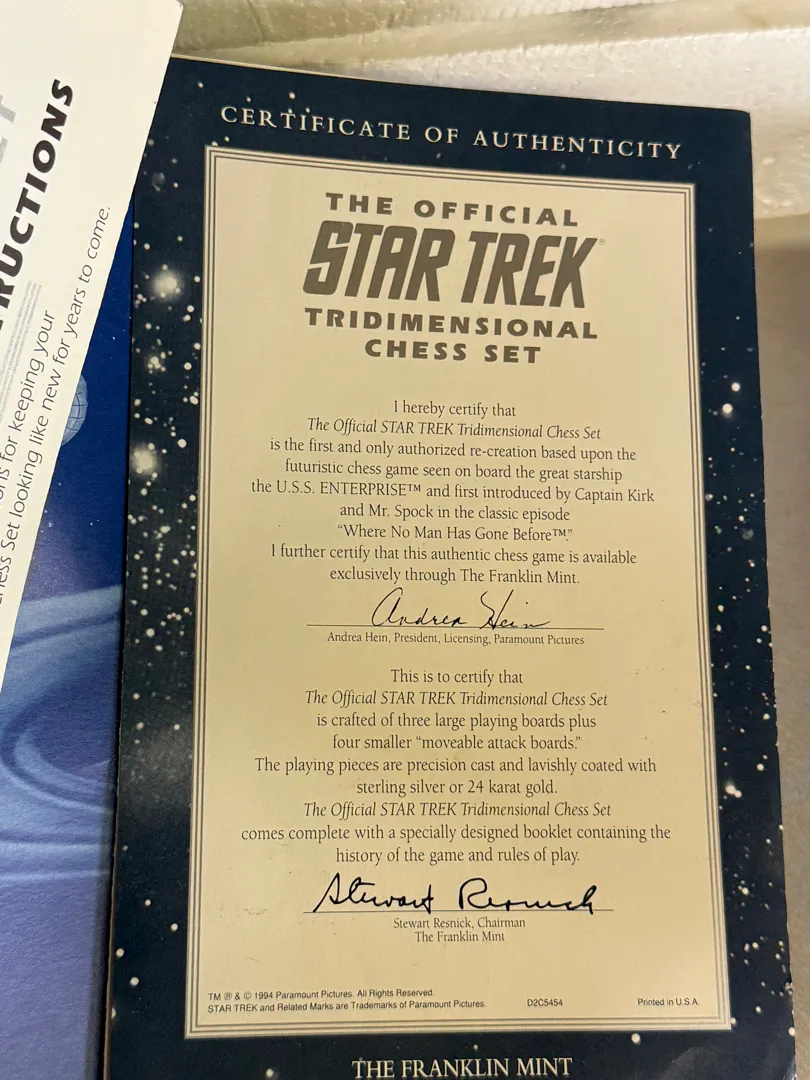 RUCTIONS
ns for keeping your
hess Set looking like new for years to come.
CERTIFICATE OF AUTHENTICITY
THE OFFICIAL
STAR TREK®
TRIDIMENSIONAL
CHESS SET
I hereby certify that
The Official STAR TREK Tridimensional Chess Set
is the first and only authorized re-creation based upon the
futuristic chess game seen on board the great starship
the U.S.S. ENTERPRISE™ and first introduced by Captain Kirk
and Mr. Spock in the classic episode
“Where No Man Has Gone Before™.”
I further certify that this authentic chess game is available
exclusively through The Franklin Mint.
Andrea Hein
Andrea Hein, President, Licensing, Paramount Pictures
This is to certify that
The Official STAR TREK Tridimensional Chess Set
is crafted of three large playing boards plus
four smaller “moveable attack boards.”
The playing pieces are precision cast and lavishly coated with
sterling silver or 24 karat gold.
The Official STAR TREK Tridimensional Chess Set
comes complete with a specially designed booklet containing the
history of the game and rules of play.
Stewart Resnick
Stewart Resnick, Chairman
The Franklin Mint
TM ® & © 1994 Paramount Pictures. All Rights Reserved.
STAR TREK and Related Marks are Trademarks of Paramount Pictures. D2C5454 Printed in U.S.A.
THE FRANKLIN MINT